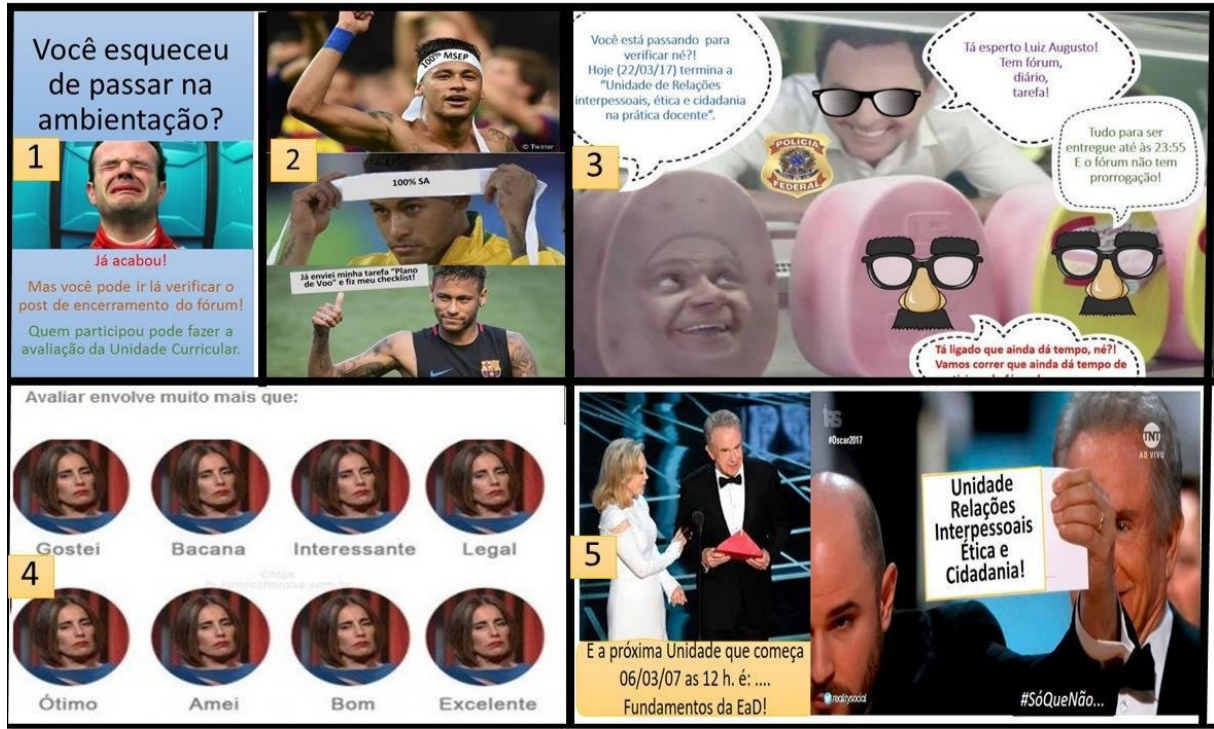 Você esqueceu
de passar na
ambientação?
1
Já acabou!
Mas você pode ir lá verificar o
post de encerramento do fórum!
Quem participou pode fazer a
avaliação da Unidade Curricular.
2
100% MSEP
© Twitter
100% SA
Já enviei minha tarefa "Plano
de Voo" e fiz meu checklist!
3
Você está passando para
verificar né?!
Hoje (22/03/17) termina a
"Unidade de Relações
interpessoais, ética e cidadania
na prática docente".
POLICIA
FEDERAL
Tá esperto Luiz Augusto!
Tem fórum,
diário,
tarefa!
Tudo para ser
entregue até às 23:55
E o fórum não tem
prorrogação!
Tá ligado que ainda dá tempo, né?!
Vamos correr que ainda dá tempo de
Avaliar envolve muito mais que:
Gostei
Bacana
Interessante
Legal
4
Ótimo
Amei
Bom
Excelente
5
E a próxima Unidade que começa
06/03/07 as 12 h. é: ....
Fundamentos da EaD!
#Oscar2017
TNT
AO VIVO
Unidade
Relações
Interpessoais
Ética e
Cidadania!
realitysocial
#SóQueNão...